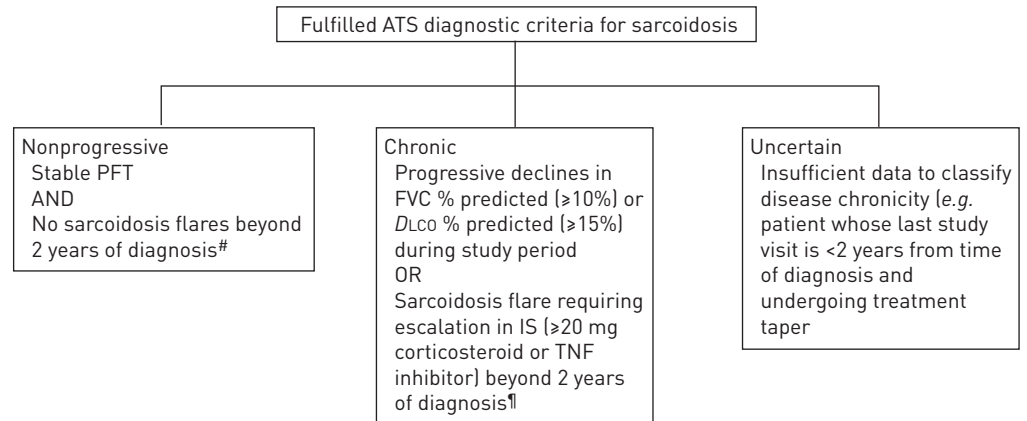 Fulfilled ATS diagnostic criteria for sarcoidosis
Nonprogressive
Stable PFT
AND
No sarcoidosis flares beyond
2 years of diagnosis#
Chronic
Progressive declines in
FVC % predicted (≥10%) or
DLCO % predicted (≥15%)
during study period
OR
Sarcoidosis flare requiring
escalation in IS (≥20 mg
corticosteroid or TNF
inhibitor) beyond 2 years
of diagnosis¶
Uncertain
Insufficient data to classify
disease chronicity (e.g.
patient whose last study
visit is <2 years from time
of diagnosis and
undergoing treatment
taper